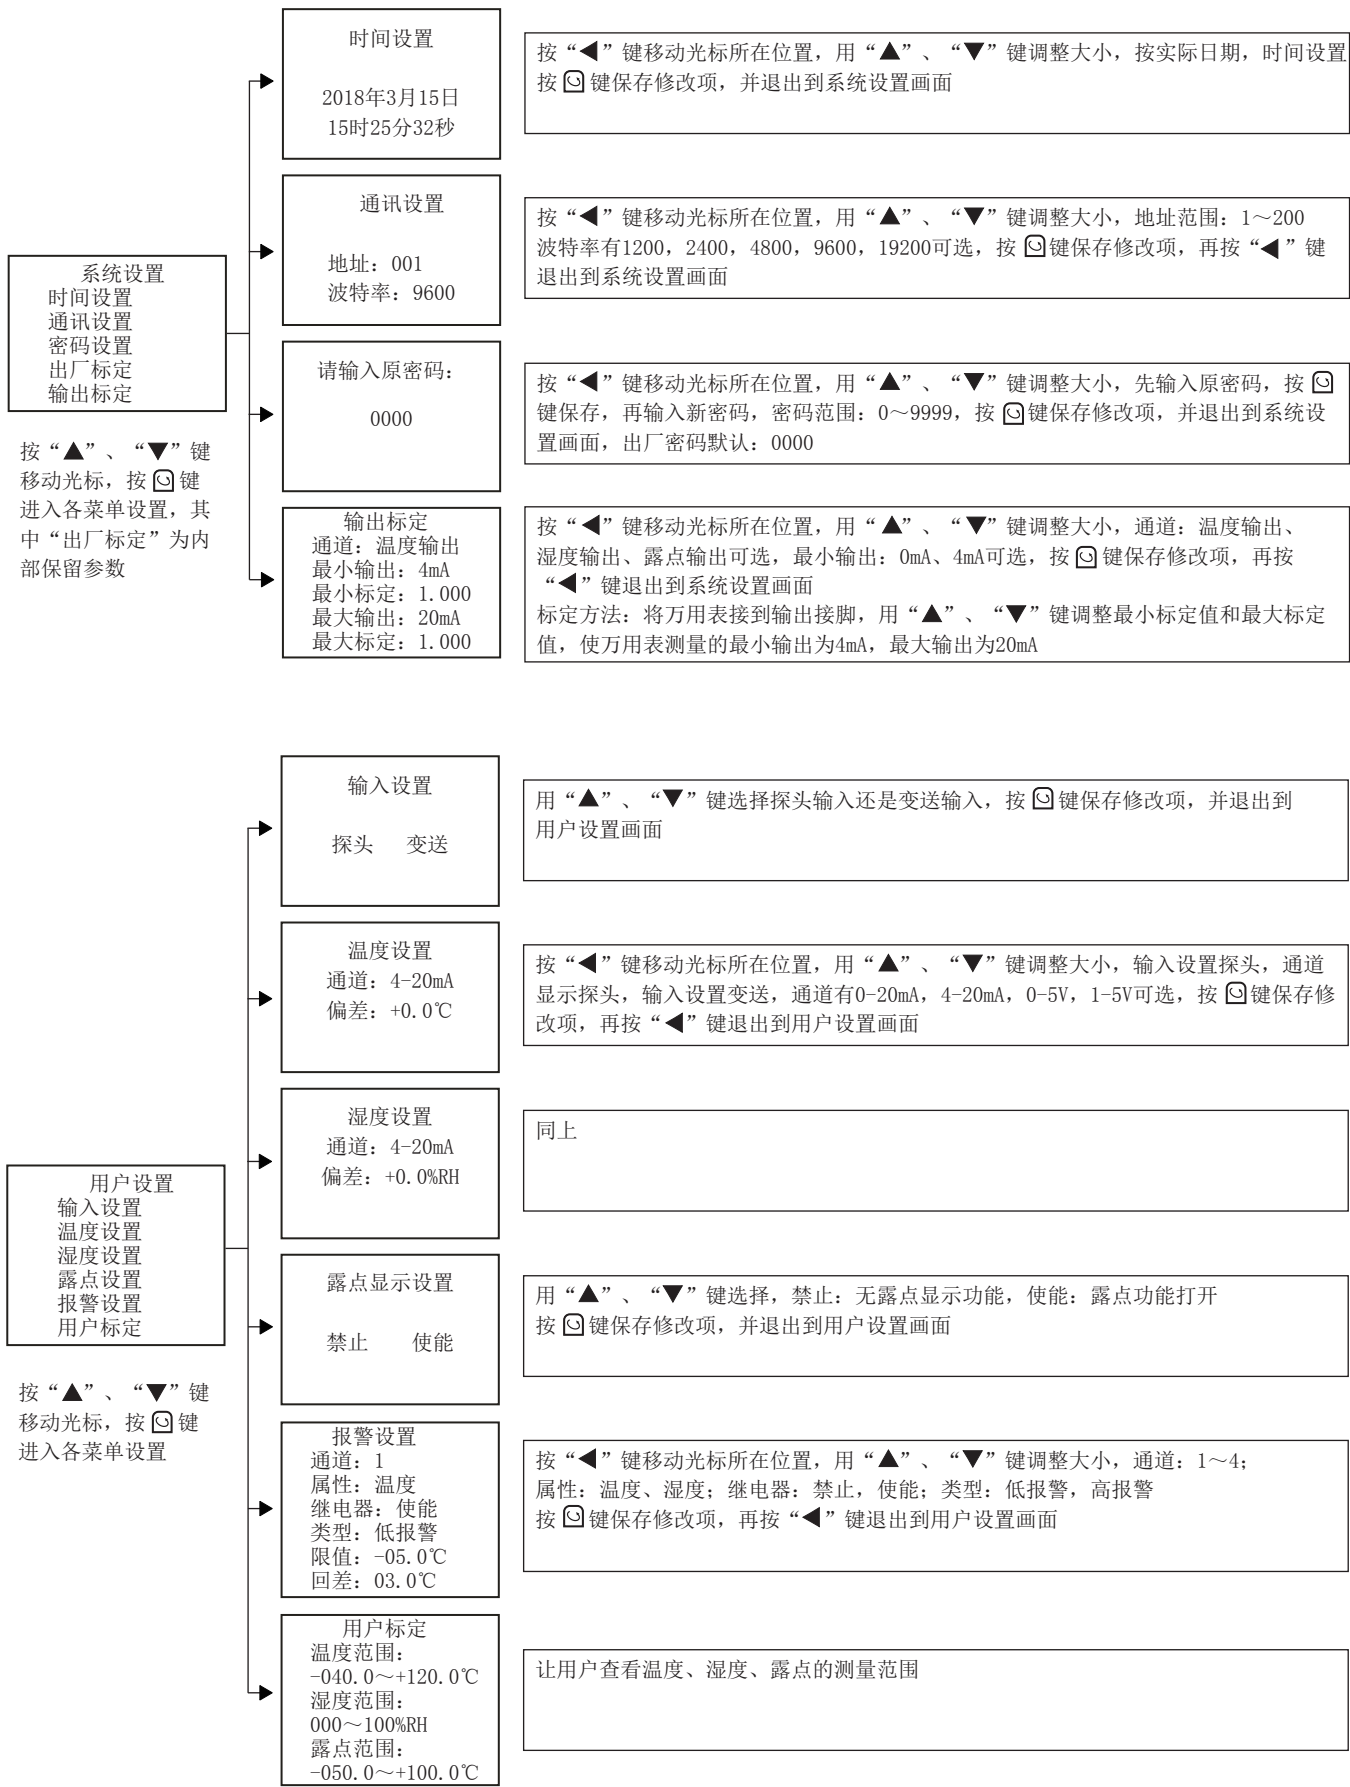 时间设置
2018年3月15日
15时25分32秒
按“◀”键移动光标所在位置，用“▲”、“▼”键调整大小，按实际日期，时间设置
按键保存修改项，并退出到系统设置画面
通讯设置
地址：001
波特率：9600
按“◀”键移动光标所在位置，用“▲”、“▼”键调整大小，地址范围：1～200
波特率有1200，2400，4800，9600，19200可选，按键保存修改项，再按“◀”键
退出到系统设置画面
系统设置
时间设置
通讯设置
密码设置
出厂标定
输出标定
按“▲”、“▼”键
移动光标，按键
进入各菜单设置，其
中“出厂标定”为内
部保留参数
请输入原密码：
0000
按“◀”键移动光标所在位置，用“▲”、“▼”键调整大小，先输入原密码，按
键保存，再输入新密码，密码范围：0～9999，按键保存修改项，并退出到系统设
置画面，出厂密码默认：0000
输出标定
通道：温度输出
最小输出：4mA
最小标定：1.000
最大输出：20mA
最大标定：1.000
按“◀”键移动光标所在位置，用“▲”、“▼”键调整大小，通道：温度输出、
湿度输出、露点输出可选，最小输出：0mA、4mA可选，按键保存修改项，再按
“◀”键退出到系统设置画面
标定方法：将万用表接到输出接脚，用“▲”、“▼”键调整最小标定值和最大标定
值，使万用表测量的最小输出为4mA，最大输出为20mA
输入设置
探头 变送
用“▲”、“▼”键选择探头输入还是变送输入，按键保存修改项，并退出到
用户设置画面
温度设置
通道：4-20mA
偏差：+0.0℃
按“◀”键移动光标所在位置，用“▲”、“▼”键调整大小，输入设置探头，通道
显示探头，输入设置变送，通道有0-20mA，4-20mA，0-5V，1-5V可选，按键保存修
改项，再按“◀”键退出到用户设置画面
湿度设置
通道：4-20mA
偏差：+0.0%RH
同上
用户设置
输入设置
温度设置
湿度设置
露点设置
报警设置
用户标定
按“▲”、“▼”键
移动光标，按键
进入各菜单设置
露点显示设置
禁止 使能
用“▲”、“▼”键选择，禁止：无露点显示功能，使能：露点功能打开
按键保存修改项，并退出到用户设置画面
报警设置
通道：1
属性：温度
继电器：使能
类型：低报警
限值：-05.0℃
回差：03.0℃
按“◀”键移动光标所在位置，用“▲”、“▼”键调整大小，通道：1～4；
属性：温度、湿度；继电器：禁止，使能；类型：低报警，高报警
按键保存修改项，再按“◀”键退出到用户设置画面
用户标定
温度范围：
-040.0～+120.0℃
湿度范围：
000～100%RH
露点范围：
-050.0～+100.0℃
让用户查看温度、湿度、露点的测量范围